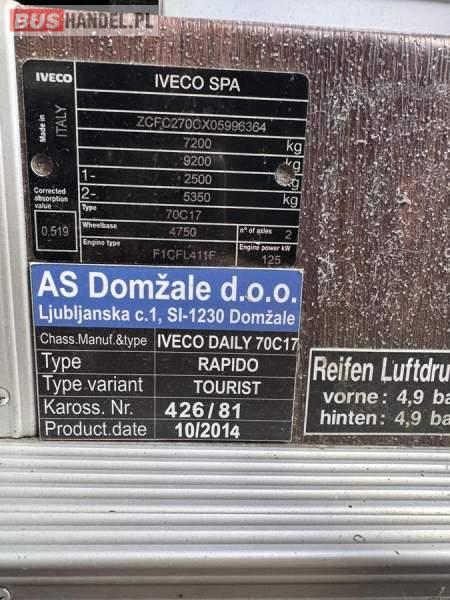 BUSHANDEL.PL
IVECO IVECO SPA
Made in ITALY
ZCFC270CX05996364
7200 kg
9200 kg
1- 2500 kg
2- 5350 kg
Corrected absorption value
0.519
Type 70C17
Wheelbase 4750 n° of axles 2
Engine type F1CFL411F Engine power kW 125
AS Domžale d.o.o.
Ljubljanska c.1, SI-1230 Domžale
Chass.Manuf.&type IVECO DAILY 70C17
Type RAPIDO
Type variant TOURIST
Kaross. Nr. 426/81
Product.date 10/2014
Reifen Luftdru
vorne: 4,9 ba
hinten: 4,9 ba